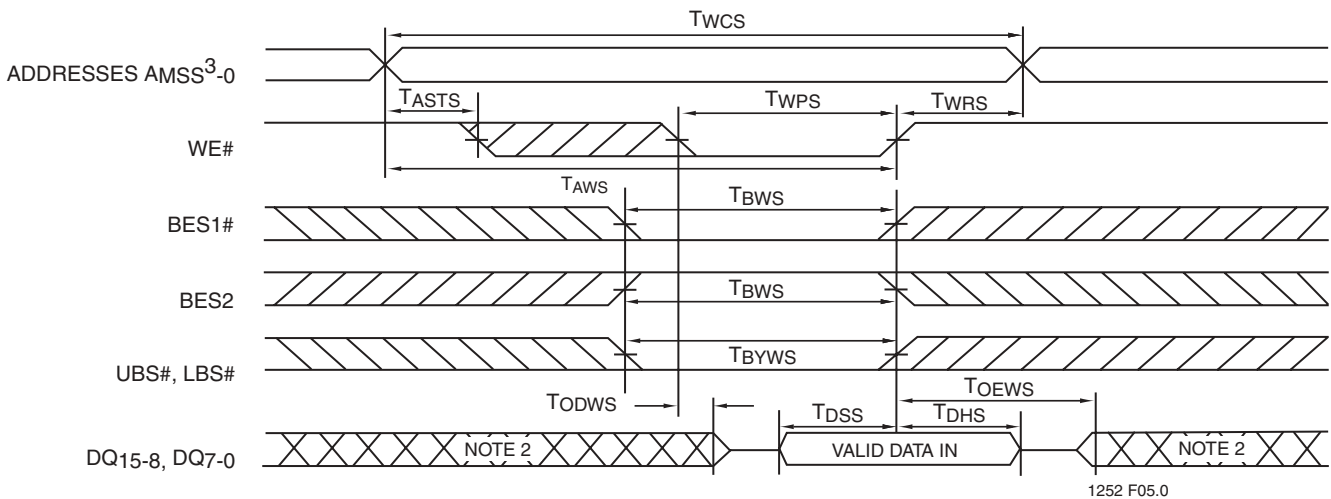 TWCS
ADDRESSES AMSS3-0
TASTS
TWPS
TWRS
WE#
TAWS
TBWS
BES1#
BES2
TBWS
TBYWS
UBS#, LBS#
TOEWS
TODWS
TDSS
TDHS
NOTE 2
VALID DATA IN
NOTE 2
DQ15-8, DQ7-0
1252 F05.0